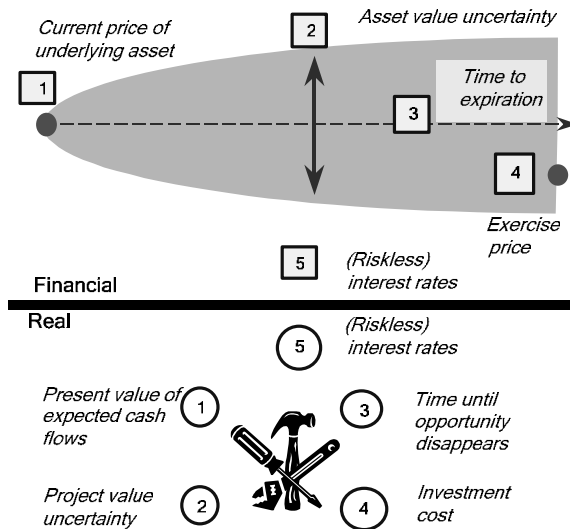 Current price of
underlying asset
1
2
Asset value uncertainty
Time to
expiration
3
4
Exercise
price
5
(Riskless)
interest rates
Financial
Real
5
(Riskless)
interest rates
Present value of
expected cash
flows
1
3
Time until
opportunity
disappears
Project value
uncertainty
2
4
Investment
cost